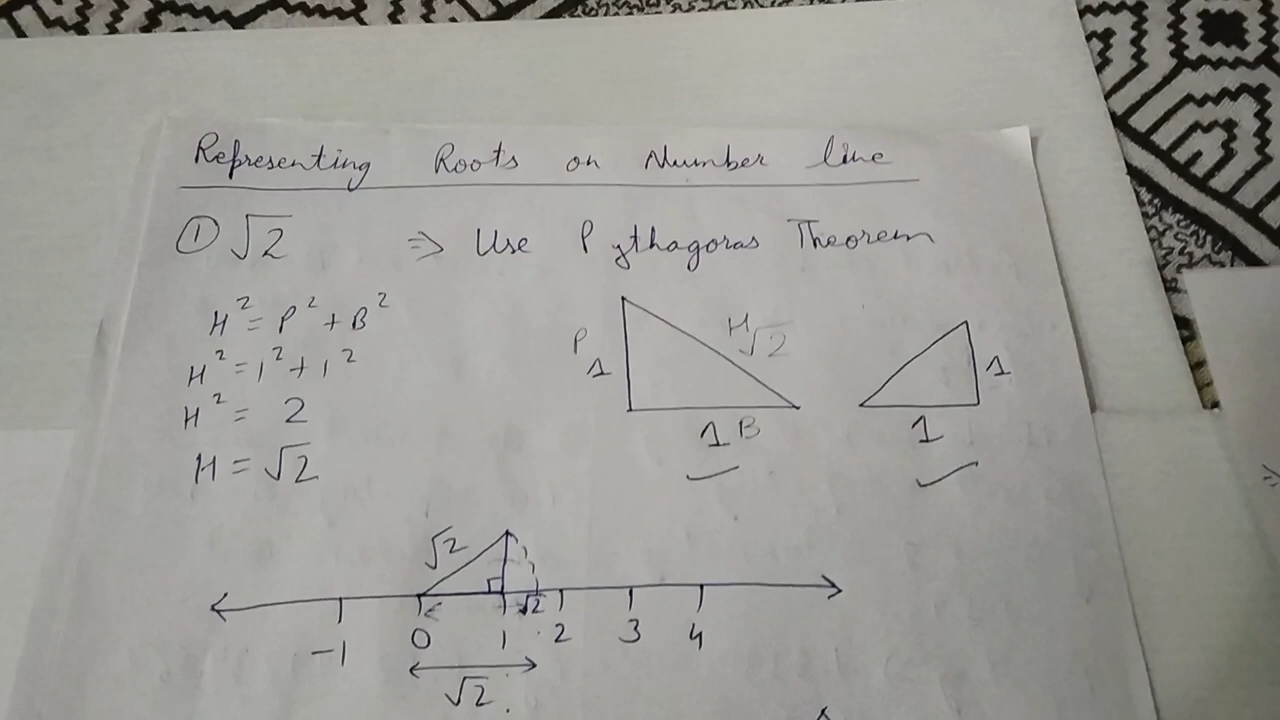 Representing Roots on Number line
① √2 ⇒ Use Pythagoras Theorem
H² = P² + B²
H² = 1² + 1²
H² = 2
H = √2
P
1
H
√2
1 B
1
1
√2
√2
-1 0 1 2 3 4
√2.